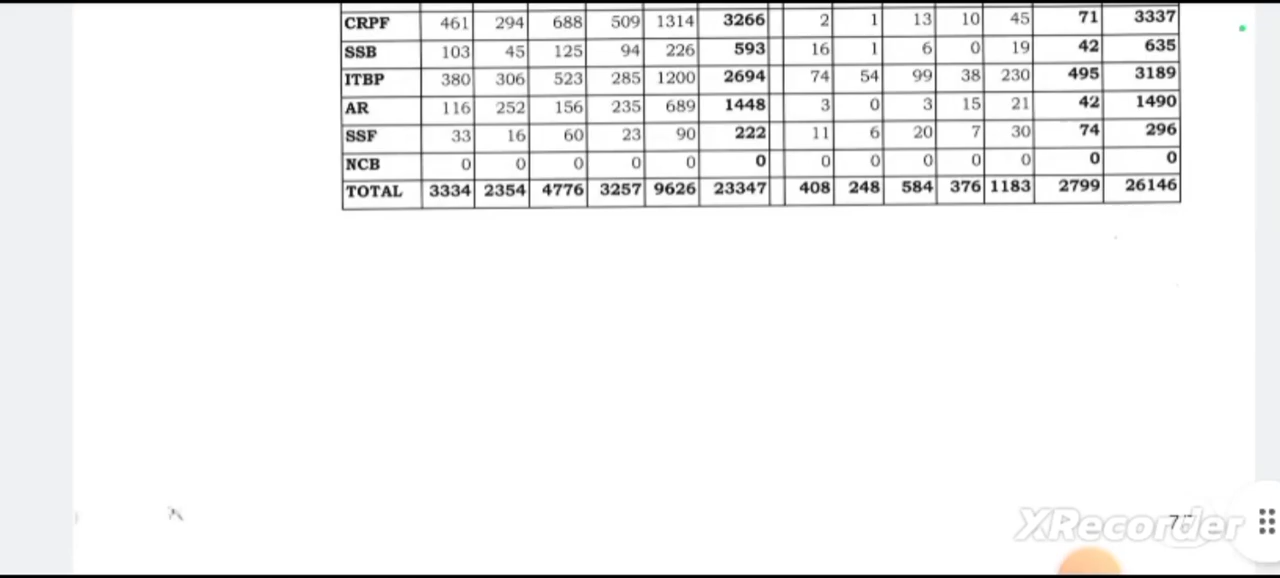 CRPF 461 294 688 509 1314 3266 2 1 13 10 45 71 3337
SSB 103 45 125 94 226 593 16 1 6 0 19 42 635
ITBP 380 306 523 285 1200 2694 74 54 99 38 230 495 3189
AR 116 252 156 235 689 1448 3 0 3 15 21 42 1490
SSF 33 16 60 23 90 222 11 6 20 7 30 74 296
NCB 0 0 0 0 0 0 0 0 0 0 0 0 0
TOTAL 3334 2354 4776 3257 9626 23347 408 248 584 376 1183 2799 26146
XRecorder